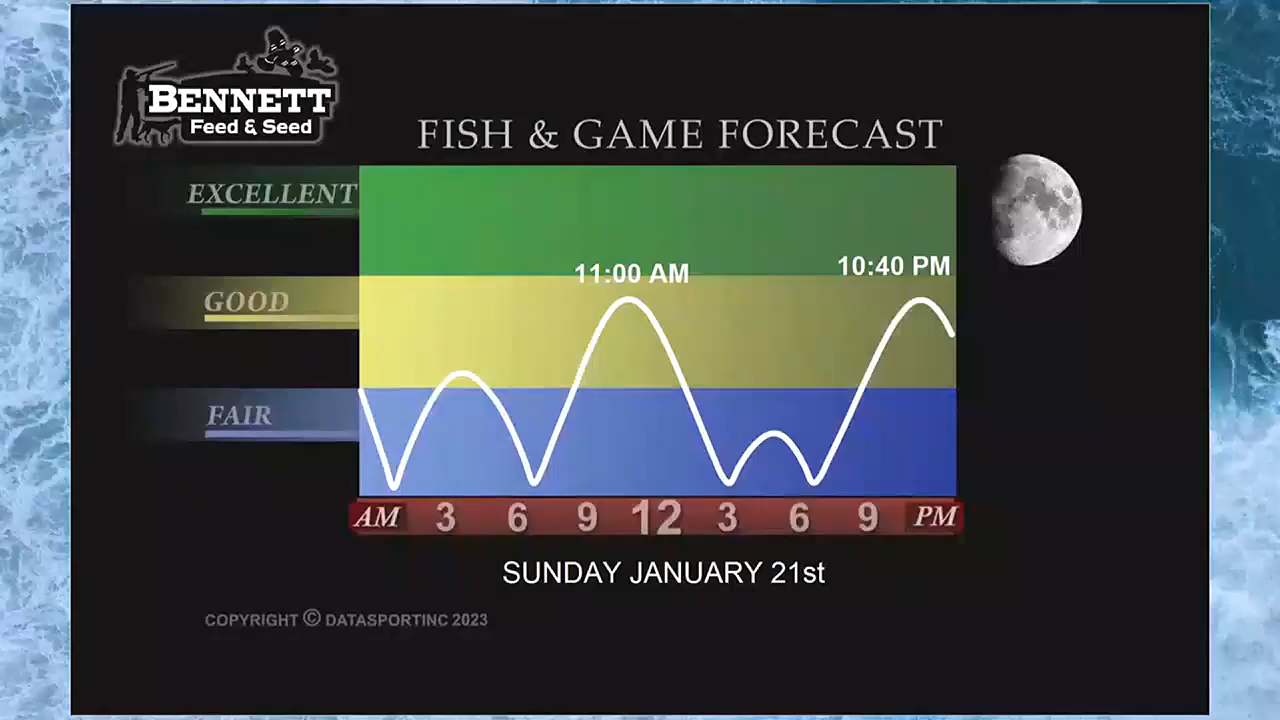 BENNETT
Feed & Seed
FISH & GAME FORECAST
EXCELLENT
GOOD
FAIR
11:00 AM
10:40 PM
AM 3 6 9 12 3 6 9 PM
SUNDAY JANUARY 21st
COPYRIGHT © DATASPORTINC 2023